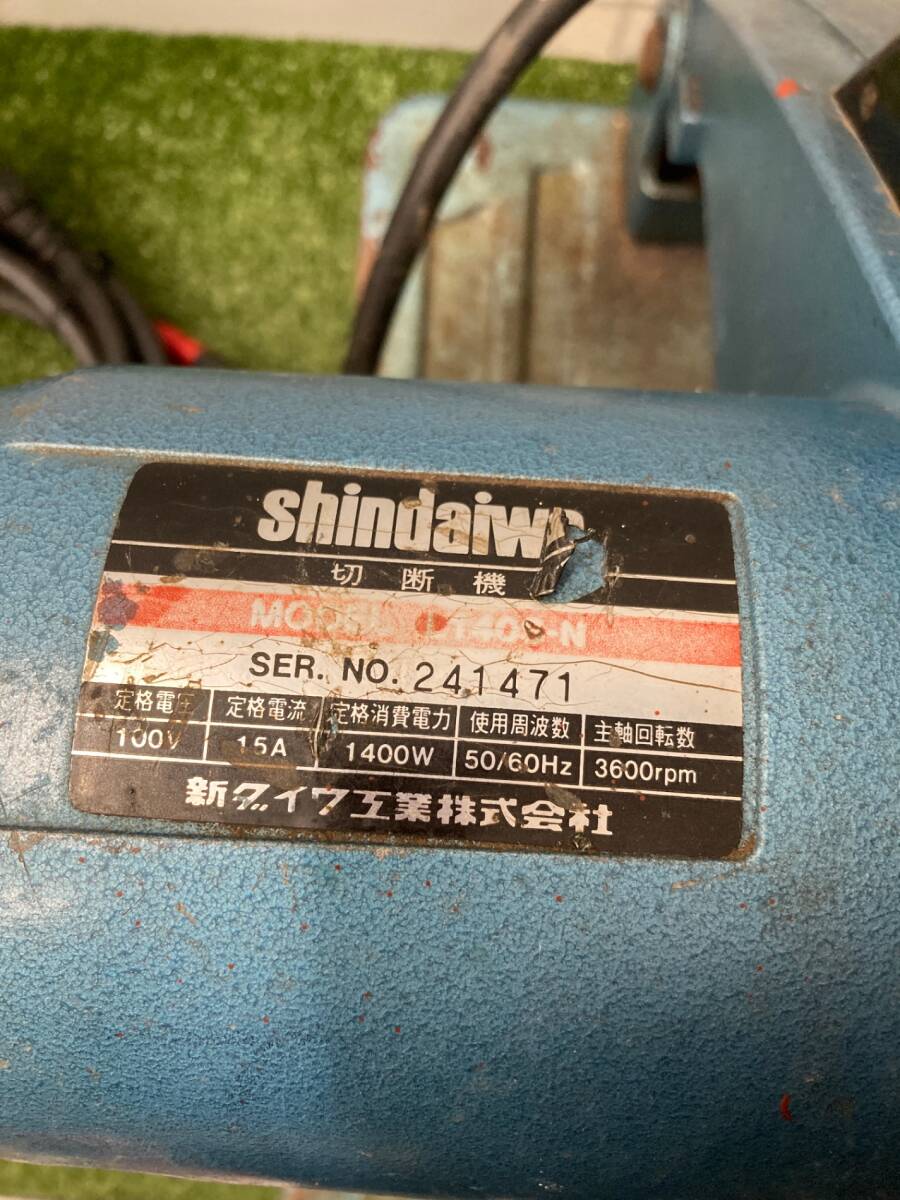 shindaiwa
切断機
MODEL L1400-N
SER. NO. 241471
定格電圧 定格電流 定格消費電力 使用周波数 主軸回転数
100V 15A 1400W 50/60Hz 3600rpm
新ダイワ工業株式会社